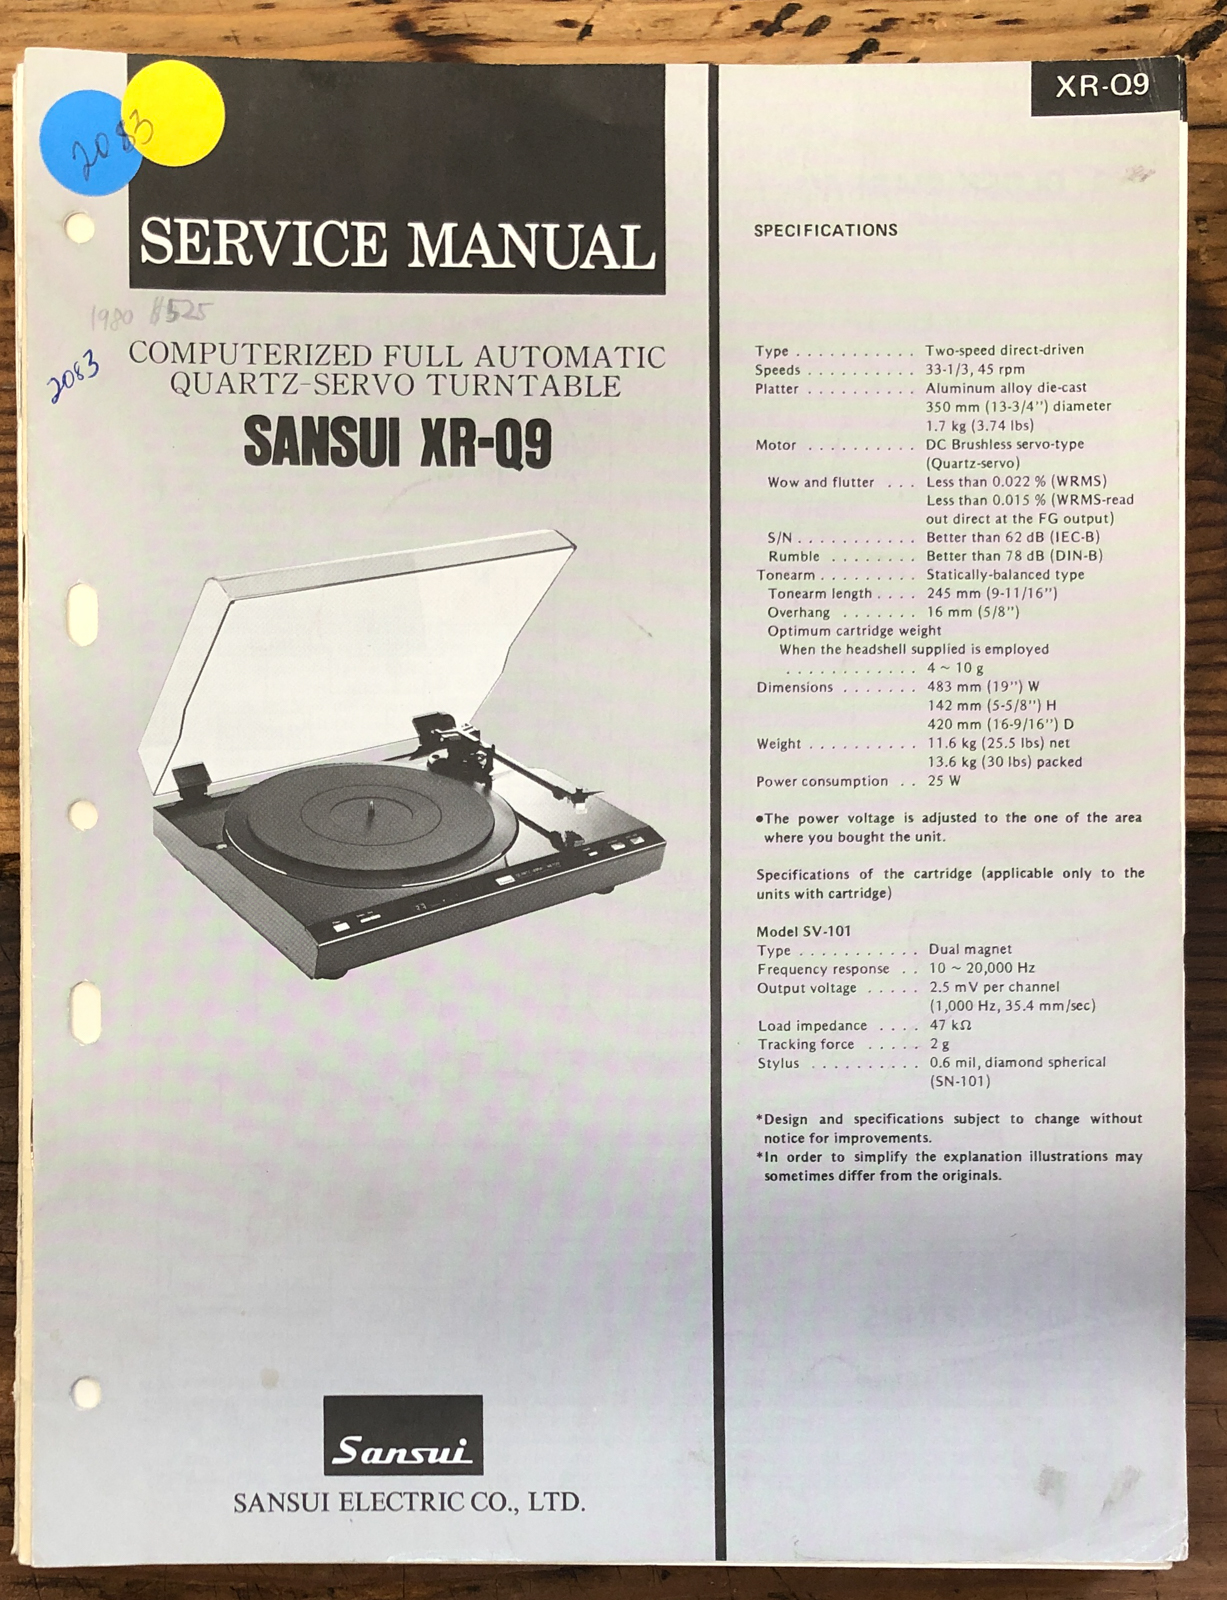 2083
SERVICE MANUAL
1980 $525
2083
COMPUTERIZED FULL AUTOMATIC
QUARTZ-SERVO TURNTABLE
SANSUI XR-Q9
Sansui
SANSUI ELECTRIC CO., LTD.
XR-Q9
SPECIFICATIONS
Type . . . . . . . . . . . Two-speed direct-driven
Speeds . . . . . . . . . . 33-1/3, 45 rpm
Platter . . . . . . . . . . Aluminum alloy die-cast
350 mm (13-3/4") diameter
1.7 kg (3.74 lbs)
Motor . . . . . . . . . . DC Brushless servo-type
(Quartz-servo)
Wow and flutter . . . Less than 0.022 % (WRMS)
Less than 0.015 % (WRMS-read
out direct at the FG output)
S/N . . . . . . . . . . . Better than 62 dB (IEC-B)
Rumble . . . . . . . . Better than 78 dB (DIN-B)
Tonearm . . . . . . . . . Statically-balanced type
Tonearm length . . . . 245 mm (9-11/16")
Overhang . . . . . . . 16 mm (5/8")
Optimum cartridge weight
When the headshell supplied is employed
. . . . . . . . . . . . 4 ~ 10 g
Dimensions . . . . . . . 483 mm (19") W
142 mm (5-5/8") H
420 mm (16-9/16") D
Weight . . . . . . . . . . 11.6 kg (25.5 lbs) net
13.6 kg (30 lbs) packed
Power consumption . . 25 W
●The power voltage is adjusted to the one of the area
where you bought the unit.
Specifications of the cartridge (applicable only to the
units with cartridge)
Model SV-101
Type . . . . . . . . . . . Dual magnet
Frequency response . . 10 ~ 20,000 Hz
Output voltage . . . . . 2.5 mV per channel
(1,000 Hz, 35.4 mm/sec)
Load impedance . . . . 47 kΩ
Tracking force . . . . . 2 g
Stylus . . . . . . . . . . 0.6 mil, diamond spherical
(SN-101)
*Design and specifications subject to change without
notice for improvements.
*In order to simplify the explanation illustrations may
sometimes differ from the originals.